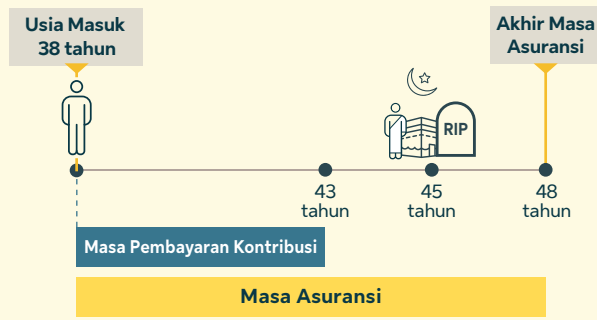 Usia Masuk
38 tahun
Akhir Masa
Asuransi
RIP
43
tahun
45
tahun
48
tahun
Masa Pembayaran Kontribusi
Masa Asuransi